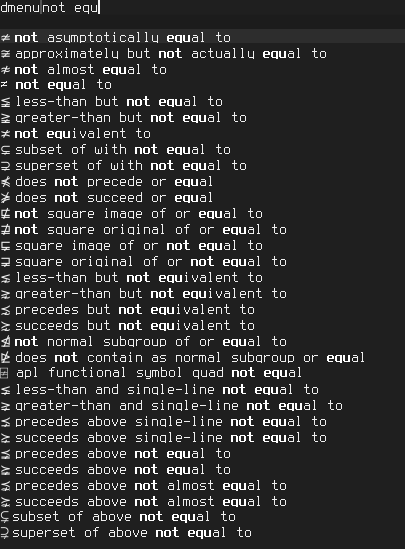 dmenu not equ
≄ not asymptotically equal to
≆ approximately but not actually equal to
≉ not almost equal to
≠ not equal to
≨ less-than but not equal to
≩ greater-than but not equal to
≭ not equivalent to
⊊ subset of with not equal to
⊋ superset of with not equal to
⋠ does not precede or equal
⋡ does not succeed or equal
⋢ not square image of or equal to
⋣ not square original of or equal to
⋤ square image of or not equal to
⋥ square original of or not equal to
⋦ less-than but not equivalent to
⋧ greater-than but not equivalent to
⋨ precedes but not equivalent to
⋩ succeeds but not equivalent to
⋬ not normal subgroup of or equal to
⋭ does not contain as normal subgroup or equal
⍯ apl functional symbol quad not equal
⪇ less-than and single-line not equal to
⪈ greater-than and single-line not equal to
⪱ precedes above single-line not equal to
⪲ succeeds above single-line not equal to
⪵ precedes above not equal to
⪶ succeeds above not equal to
⪹ precedes above not almost equal to
⪺ succeeds above not almost equal to
⫋ subset of above not equal to
⫌ superset of above not equal to